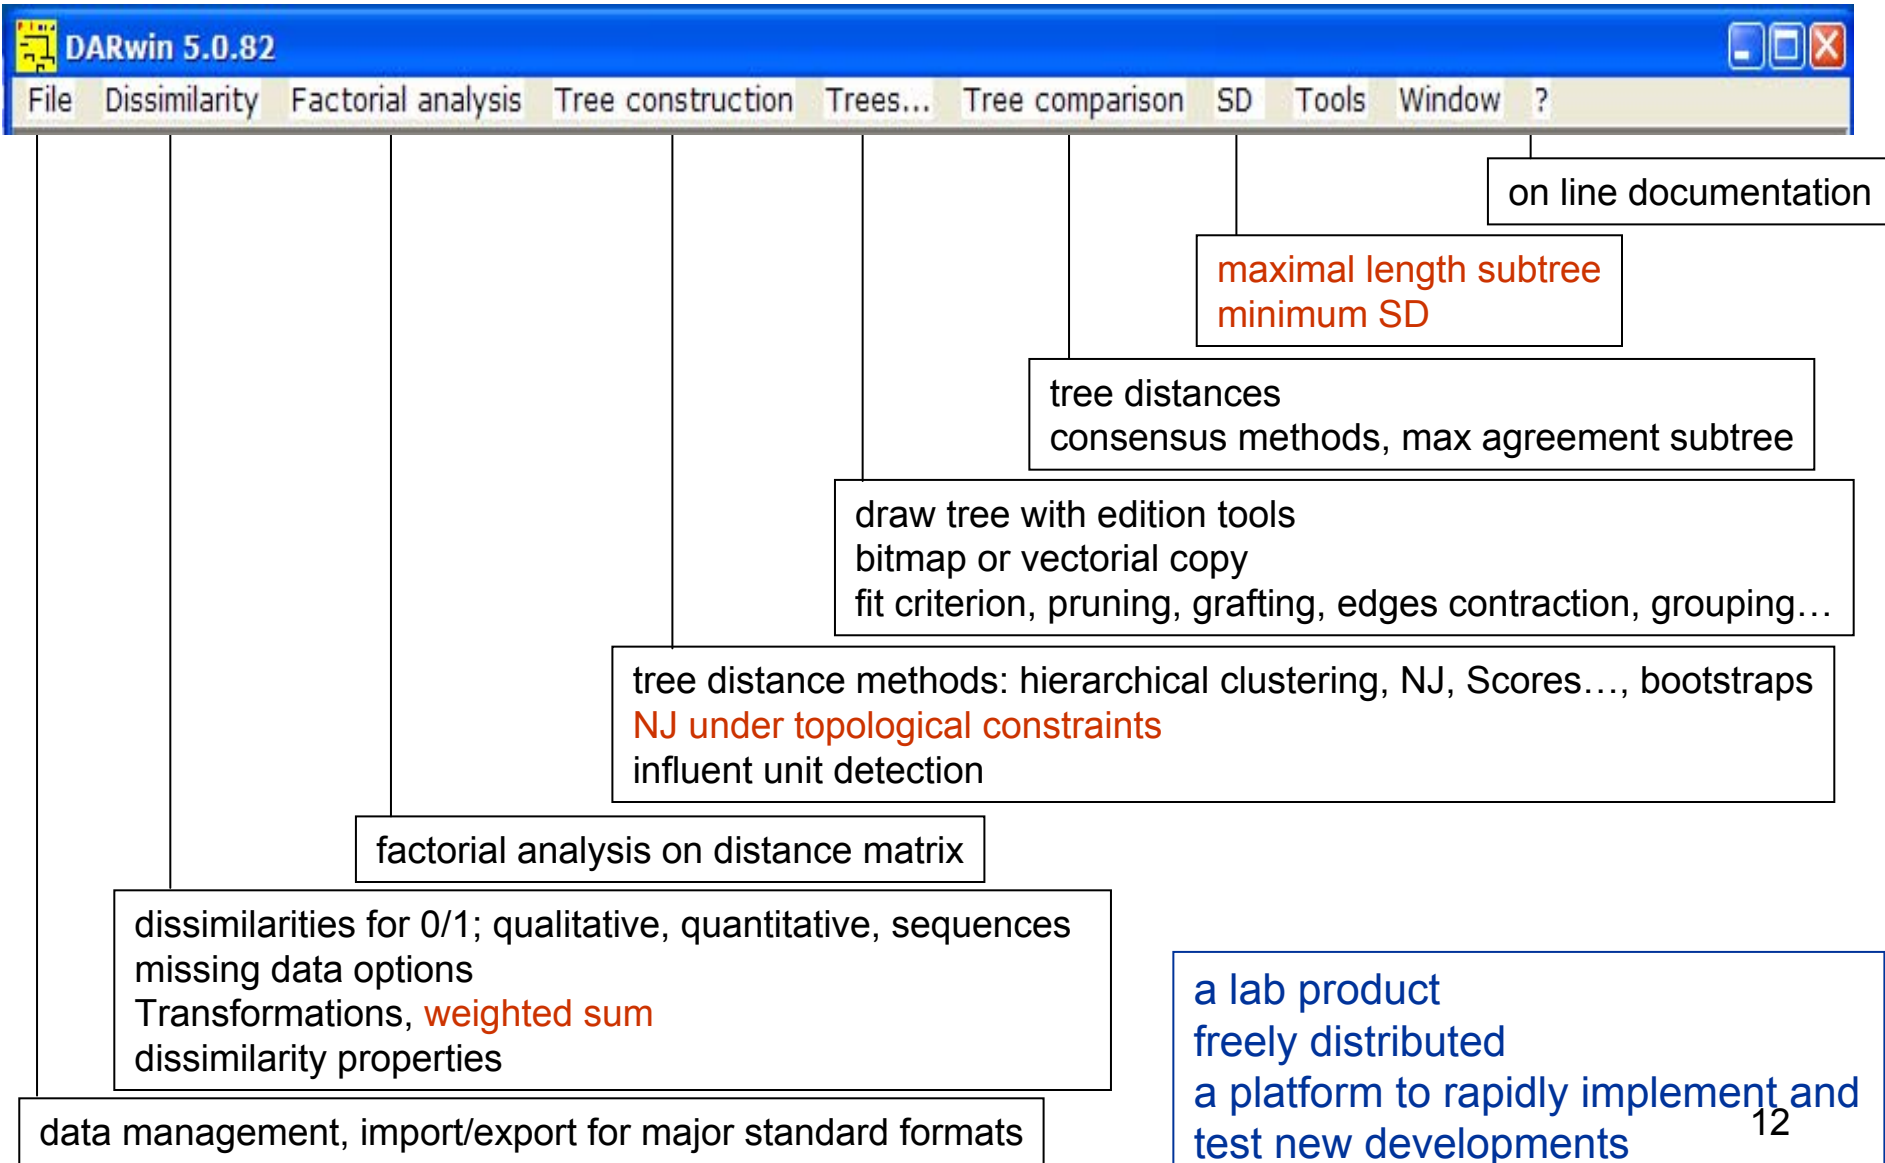 DARwin 5.0.82
File Dissimilarity Factorial analysis Tree construction Trees... Tree comparison SD Tools Window ?
on line documentation
maximal length subtree
minimum SD
tree distances
consensus methods, max agreement subtree
draw tree with edition tools
bitmap or vectorial copy
fit criterion, pruning, grafting, edges contraction, grouping…
tree distance methods: hierarchical clustering, NJ, Scores…, bootstraps
NJ under topological constraints
influent unit detection
factorial analysis on distance matrix
dissimilarities for 0/1; qualitative, quantitative, sequences
missing data options
Transformations, weighted sum
dissimilarity properties
data management, import/export for major standard formats
a lab product
freely distributed
a platform to rapidly implement and
test new developments
12